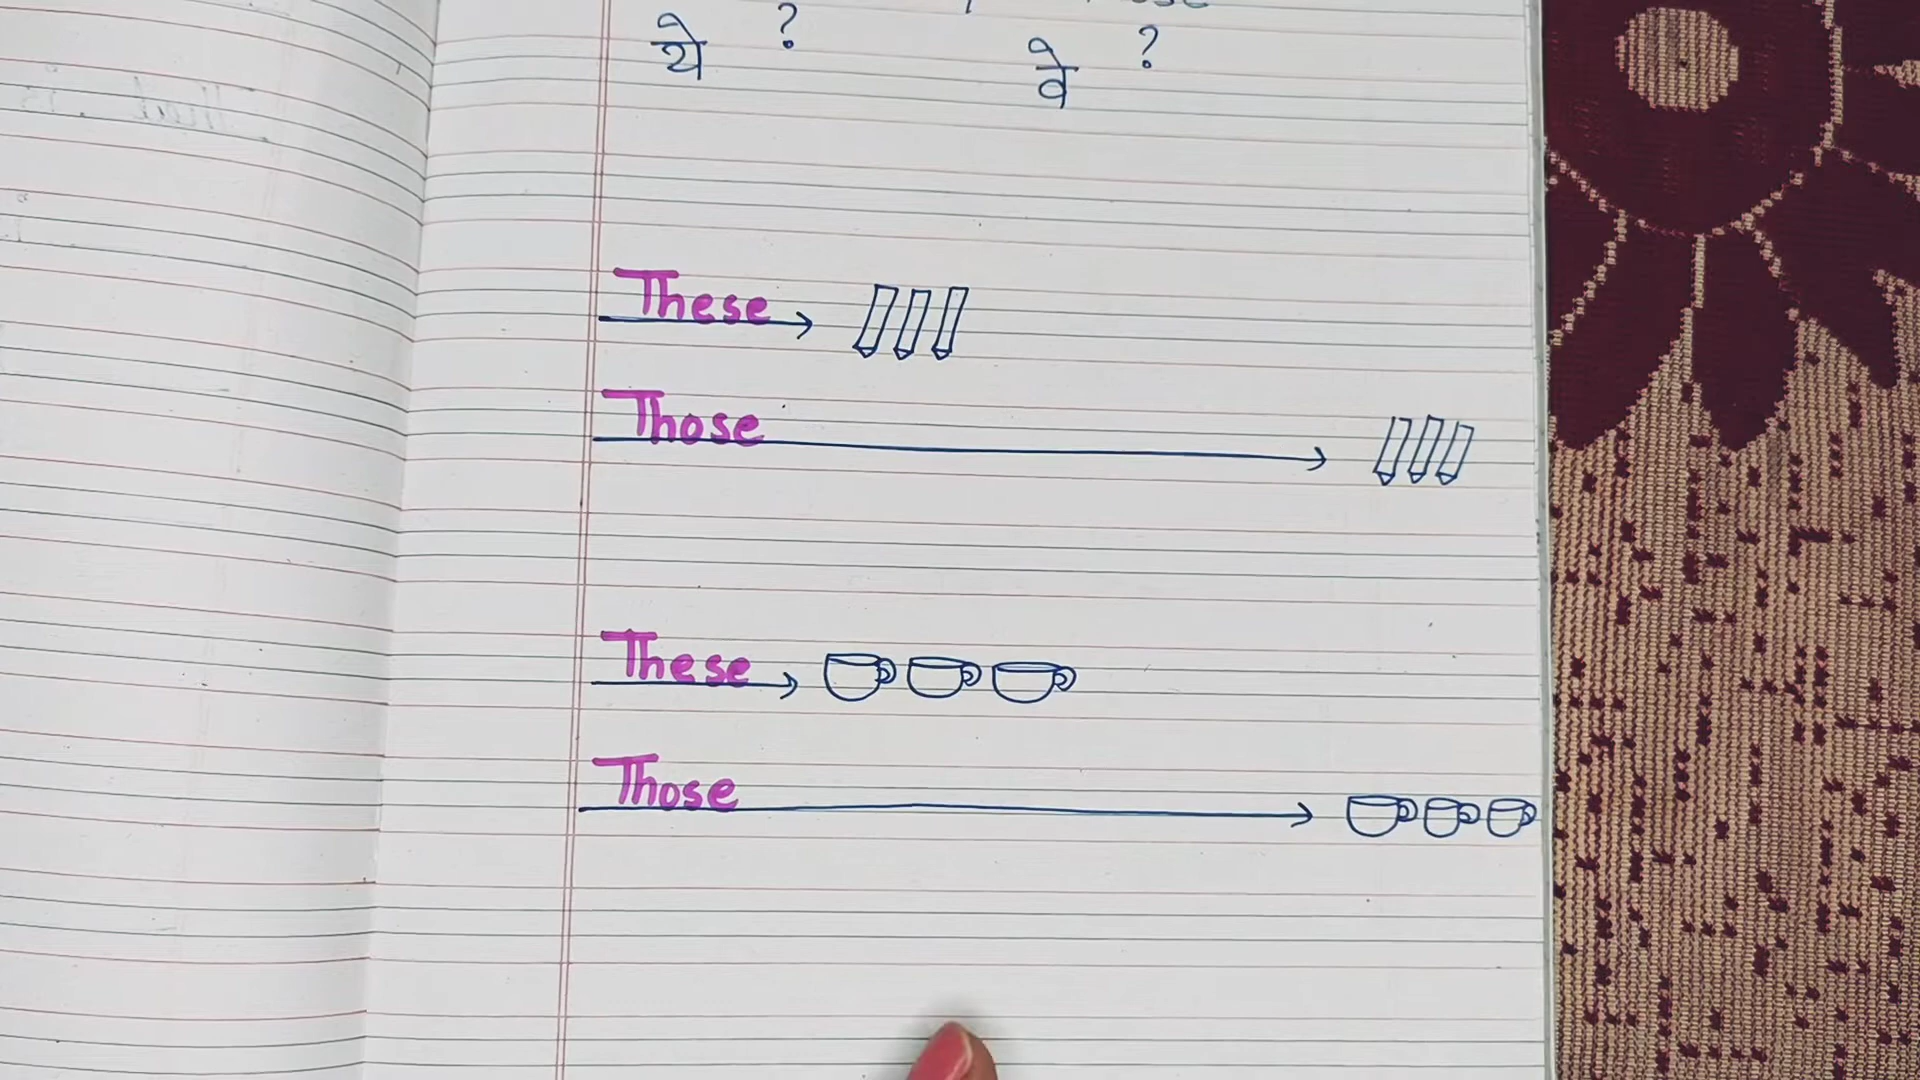 ये ? वे ?
These
Those
These
Those